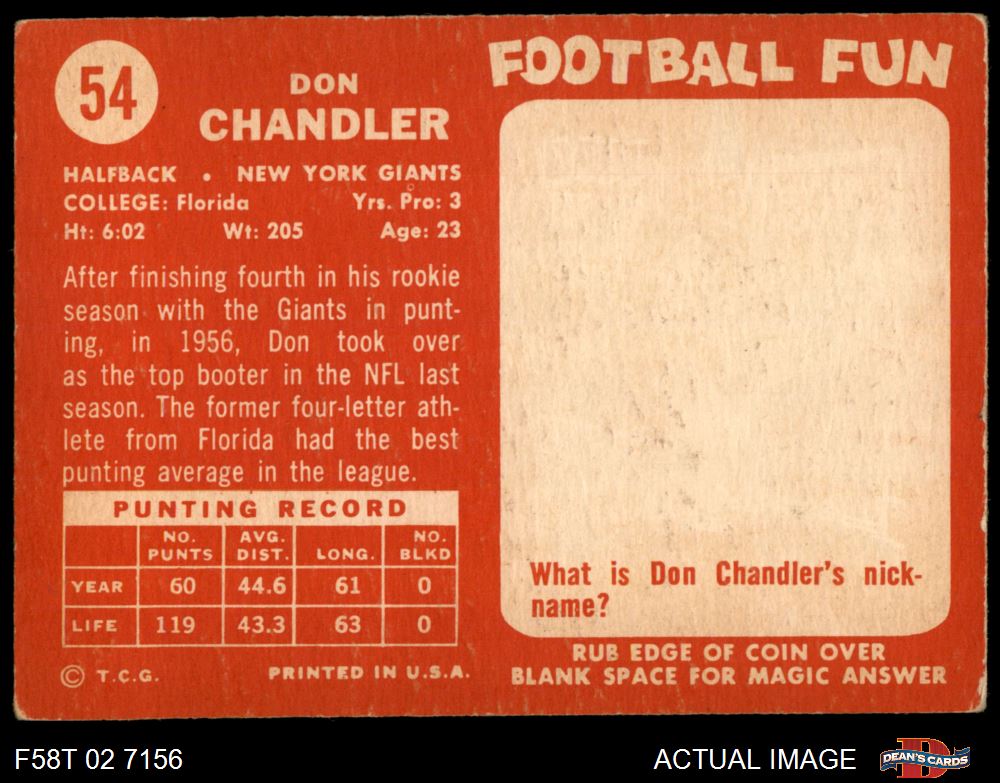 54
DON
CHANDLER
HALFBACK • NEW YORK GIANTS
COLLEGE: Florida Yrs. Pro: 3
Ht: 6:02 Wt: 205 Age: 23
After finishing fourth in his rookie
season with the Giants in punt-
ing, in 1956, Don took over
as the top booter in the NFL last
season. The former four-letter ath-
lete from Florida had the best
punting average in the league.
PUNTING RECORD
NO. PUNTS AVG. DIST. LONG. NO. BLKD
YEAR 60 44.6 61 0
LIFE 119 43.3 63 0
© T.C.G. PRINTED IN U.S.A.
FOOTBALL FUN
What is Don Chandler's nick-
name?
RUB EDGE OF COIN OVER
BLANK SPACE FOR MAGIC ANSWER
F58T 02 7156 ACTUAL IMAGE
D
DEAN'S CARDS